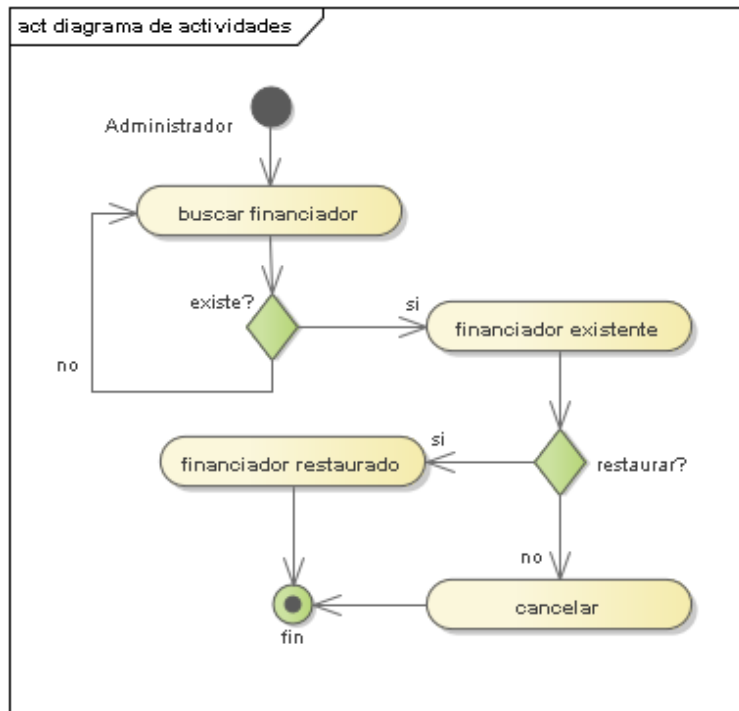 act diagrama de actividades
Administrador
buscar financiador
existe?
si
financiador existente
no
si
financiador restaurado
restaurar?
no
cancelar
fin